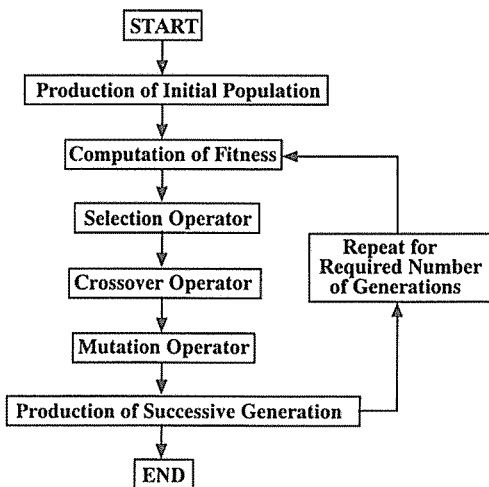 START
Production of Initial Population
Computation of Fitness
Selection Operator
Crossover Operator
Mutation Operator
Production of Successive Generation
END
Repeat for
Required Number
of Generations